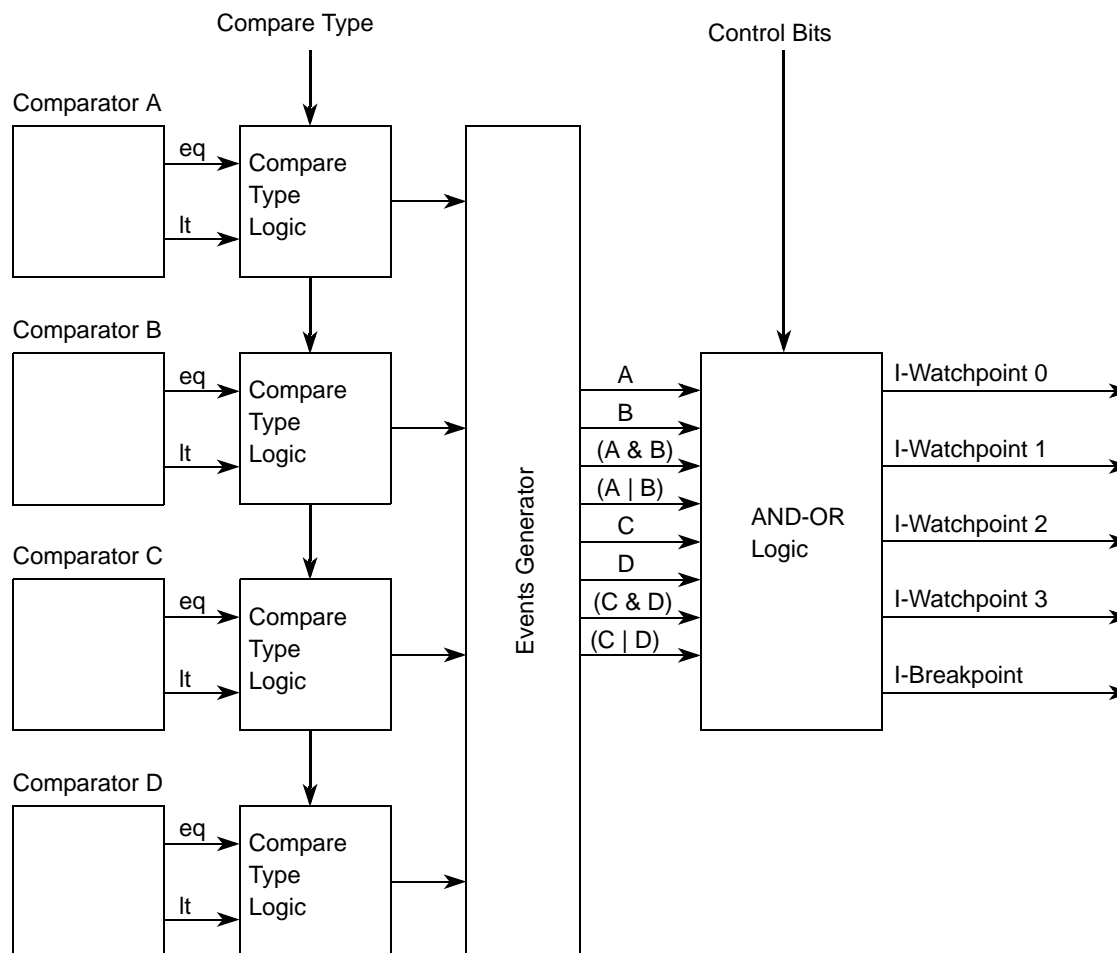 Compare Type
Control Bits
Comparator A
eq
lt
Compare
Type
Logic
Comparator B
eq
lt
Compare
Type
Logic
Comparator C
eq
lt
Compare
Type
Logic
Comparator D
eq
lt
Compare
Type
Logic
Events Generator
A
B
(A & B)
(A | B)
C
D
(C & D)
(C | D)
AND-OR
Logic
I-Watchpoint 0
I-Watchpoint 1
I-Watchpoint 2
I-Watchpoint 3
I-Breakpoint